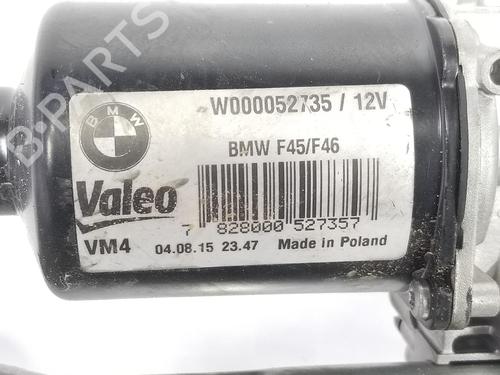 B-PARTS
BMW
W000052735 / 12V
BMW F45/F46
Valeo
7 828000 527357
VM4 04.08.15 23.47 Made in Poland